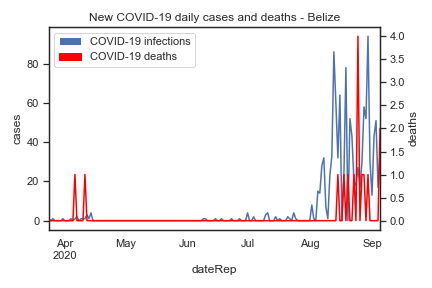 New COVID-19 daily cases and deaths - Belize
COVID-19 infections
COVID-19 deaths
cases
80
60
40
20
0
4.0
3.5
3.0
2.5
2.0
1.5
1.0
0.5
0.0
deaths
Apr May Jun Jul Aug Sep
2020
dateRep